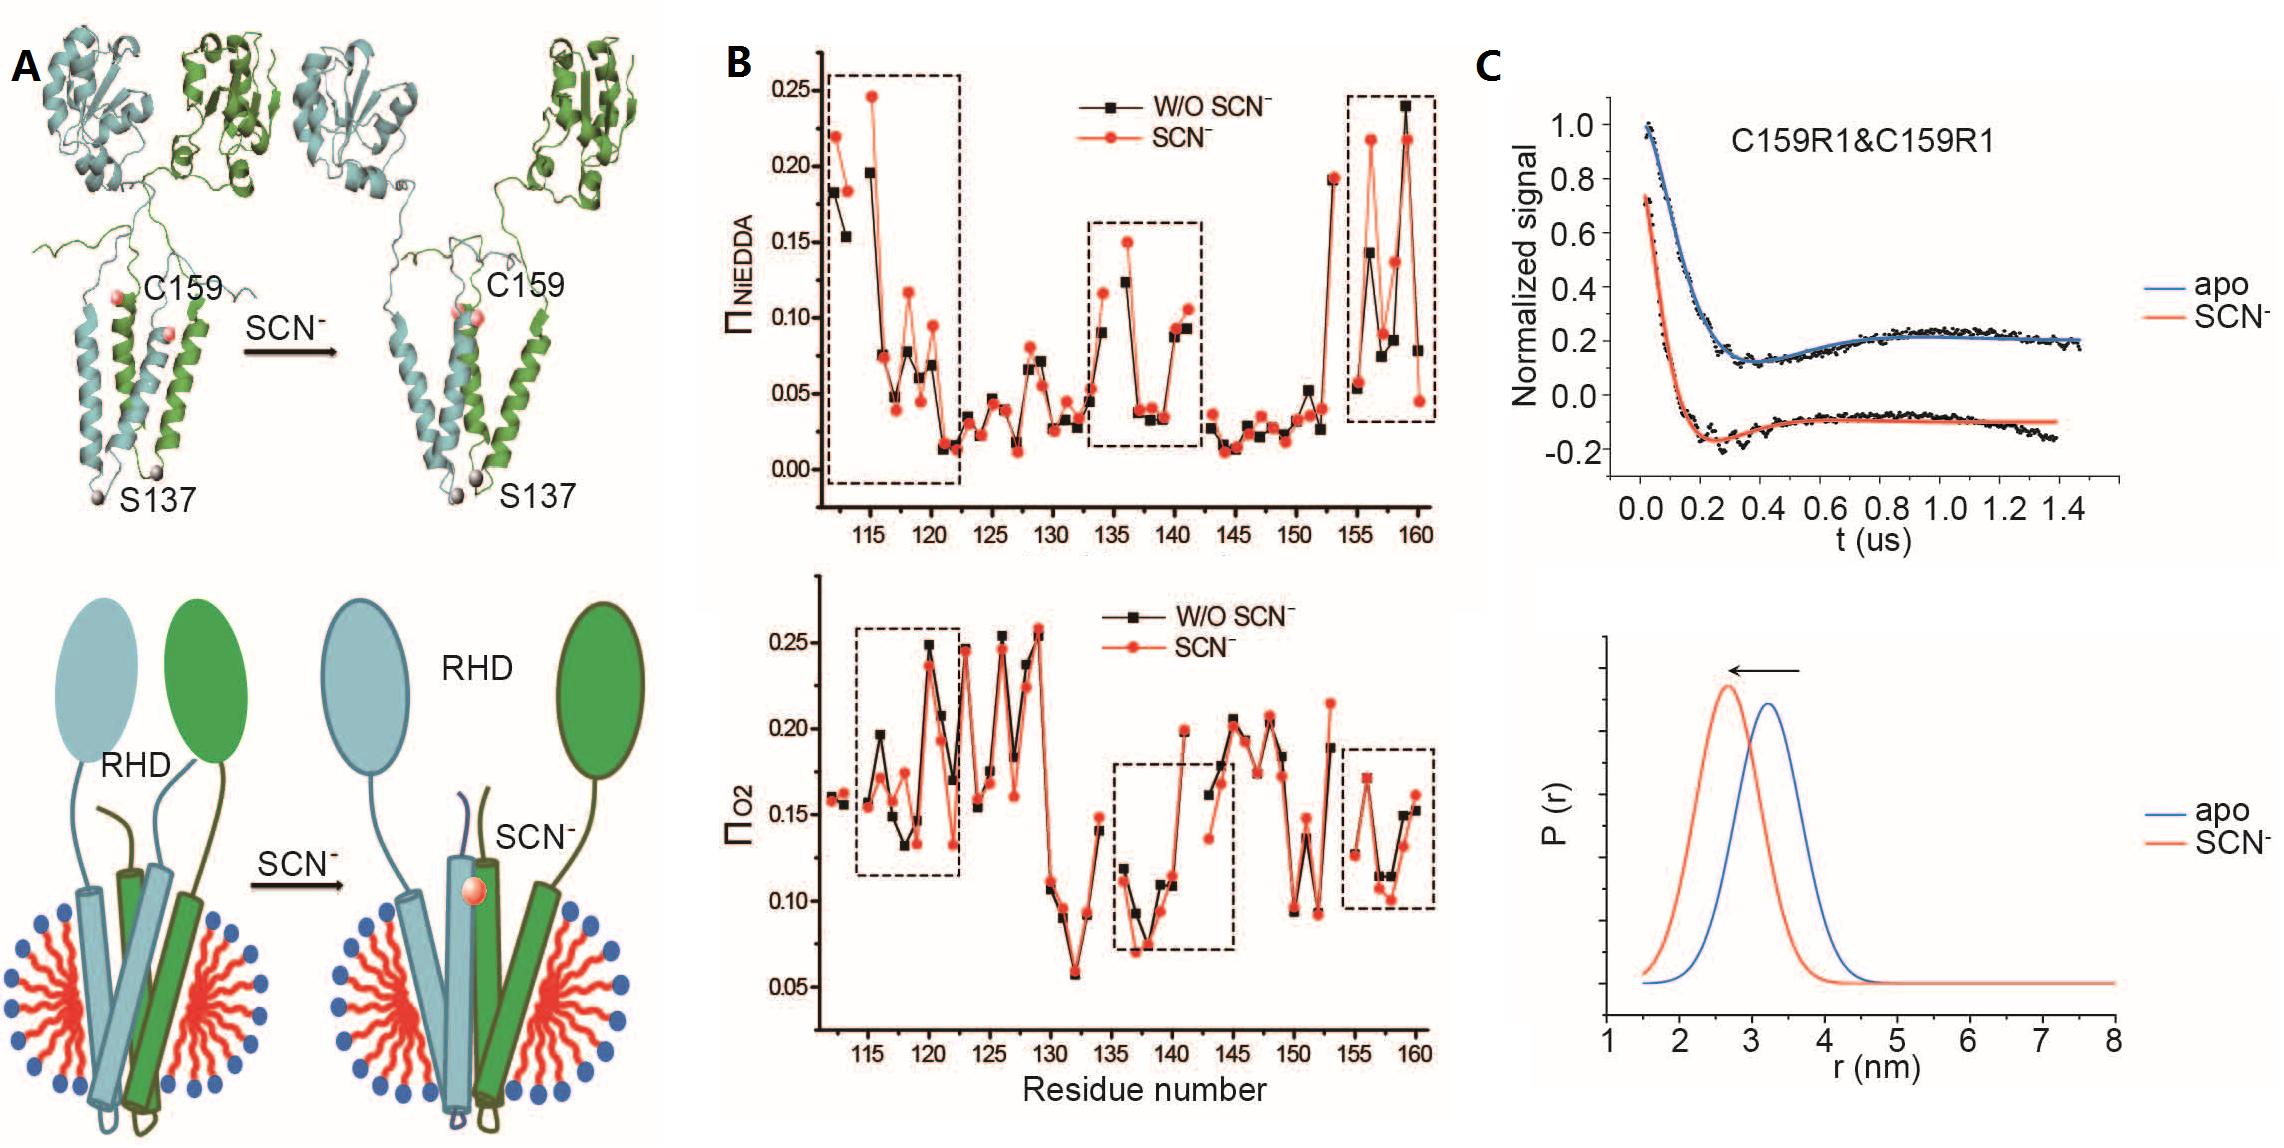 A
C159
SCN-
S137
C159
S137
RHD
SCN-
RHD
SCN-
B
ΠNiEDDA
0.25
0.20
0.15
0.10
0.05
0.00
W/O SCN−
SCN−
115 120 125 130 135 140 145 150 155 160
ΠO2
0.25
0.20
0.15
0.10
0.05
W/O SCN−
SCN−
115 120 125 130 135 140 145 150 155 160
Residue number
C
Normalized signal
1.0
0.8
0.6
0.4
0.2
0.0
-0.2
C159R1&C159R1
apo
SCN-
0.0 0.2 0.4 0.6 0.8 1.0 1.2 1.4
t (us)
P (r)
apo
SCN-
1 2 3 4 5 6 7 8
r (nm)